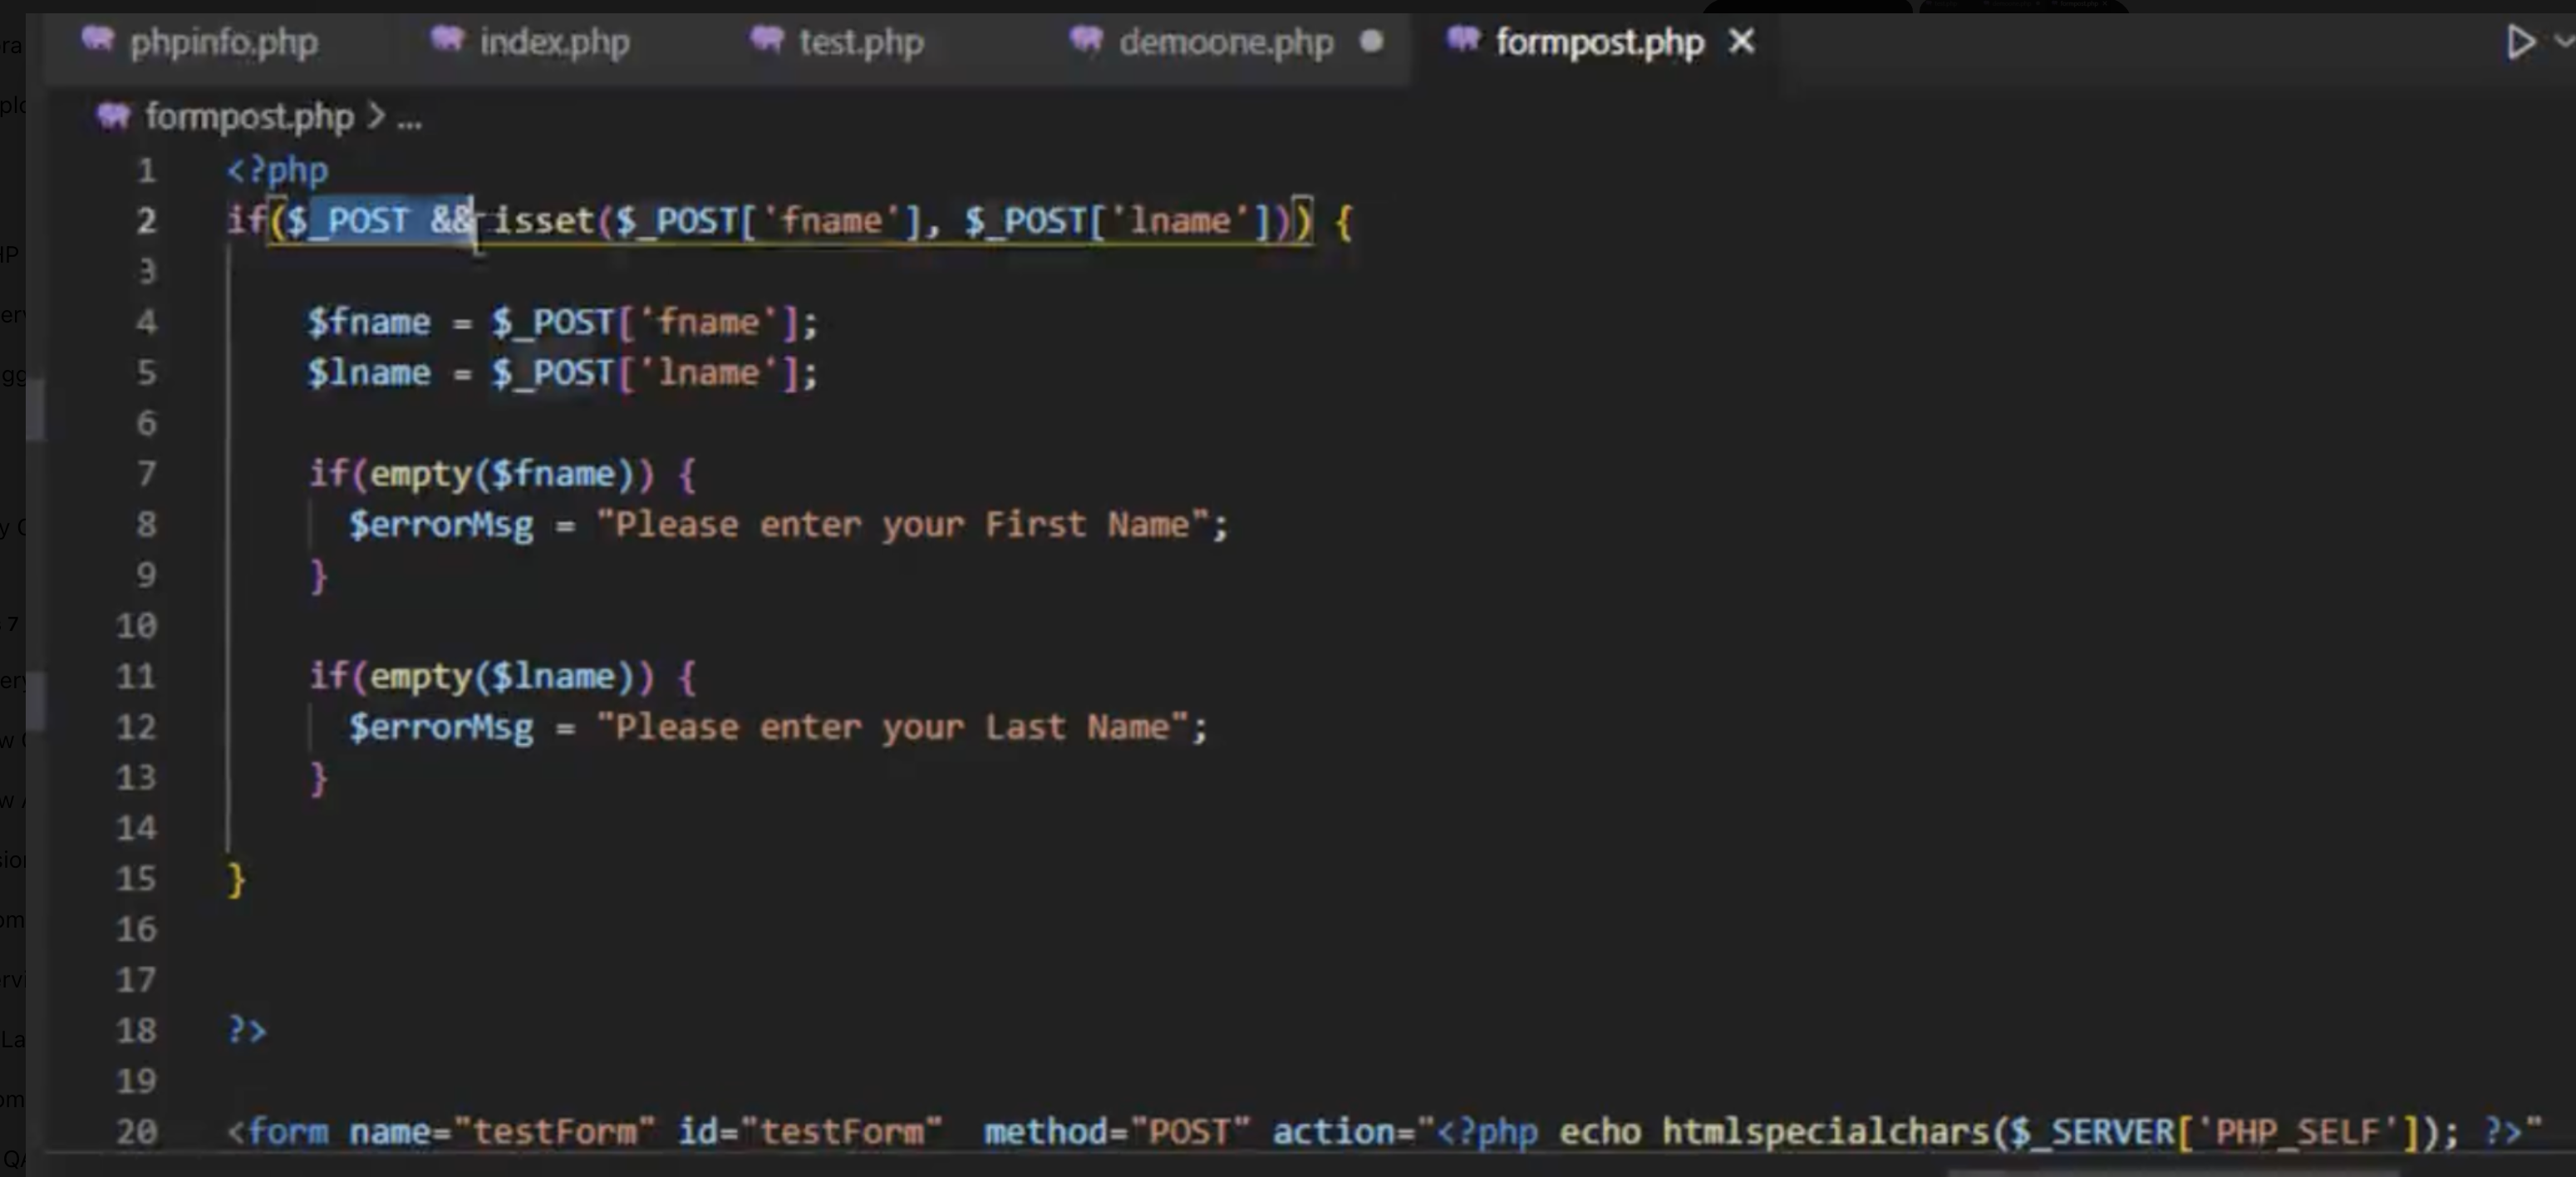 phpinfo.php index.php test.php demoone.php formpost.php
formpost.php > ...
1 <?php
2 if($_POST && isset($_POST['fname'], $_POST['lname'])) {
3
4 $fname = $_POST['fname'];
5 $lname = $_POST['lname'];
6
7 if(empty($fname)) {
8 $errorMsg = "Please enter your First Name";
9 }
10
11 if(empty($lname)) {
12 $errorMsg = "Please enter your Last Name";
13 }
14
15 }
16
17
18 ?>
19
20 <form name="testForm" id="testForm"  method="POST" action="<?php echo htmlspecialchars($_SERVER['PHP_SELF']); ?>"